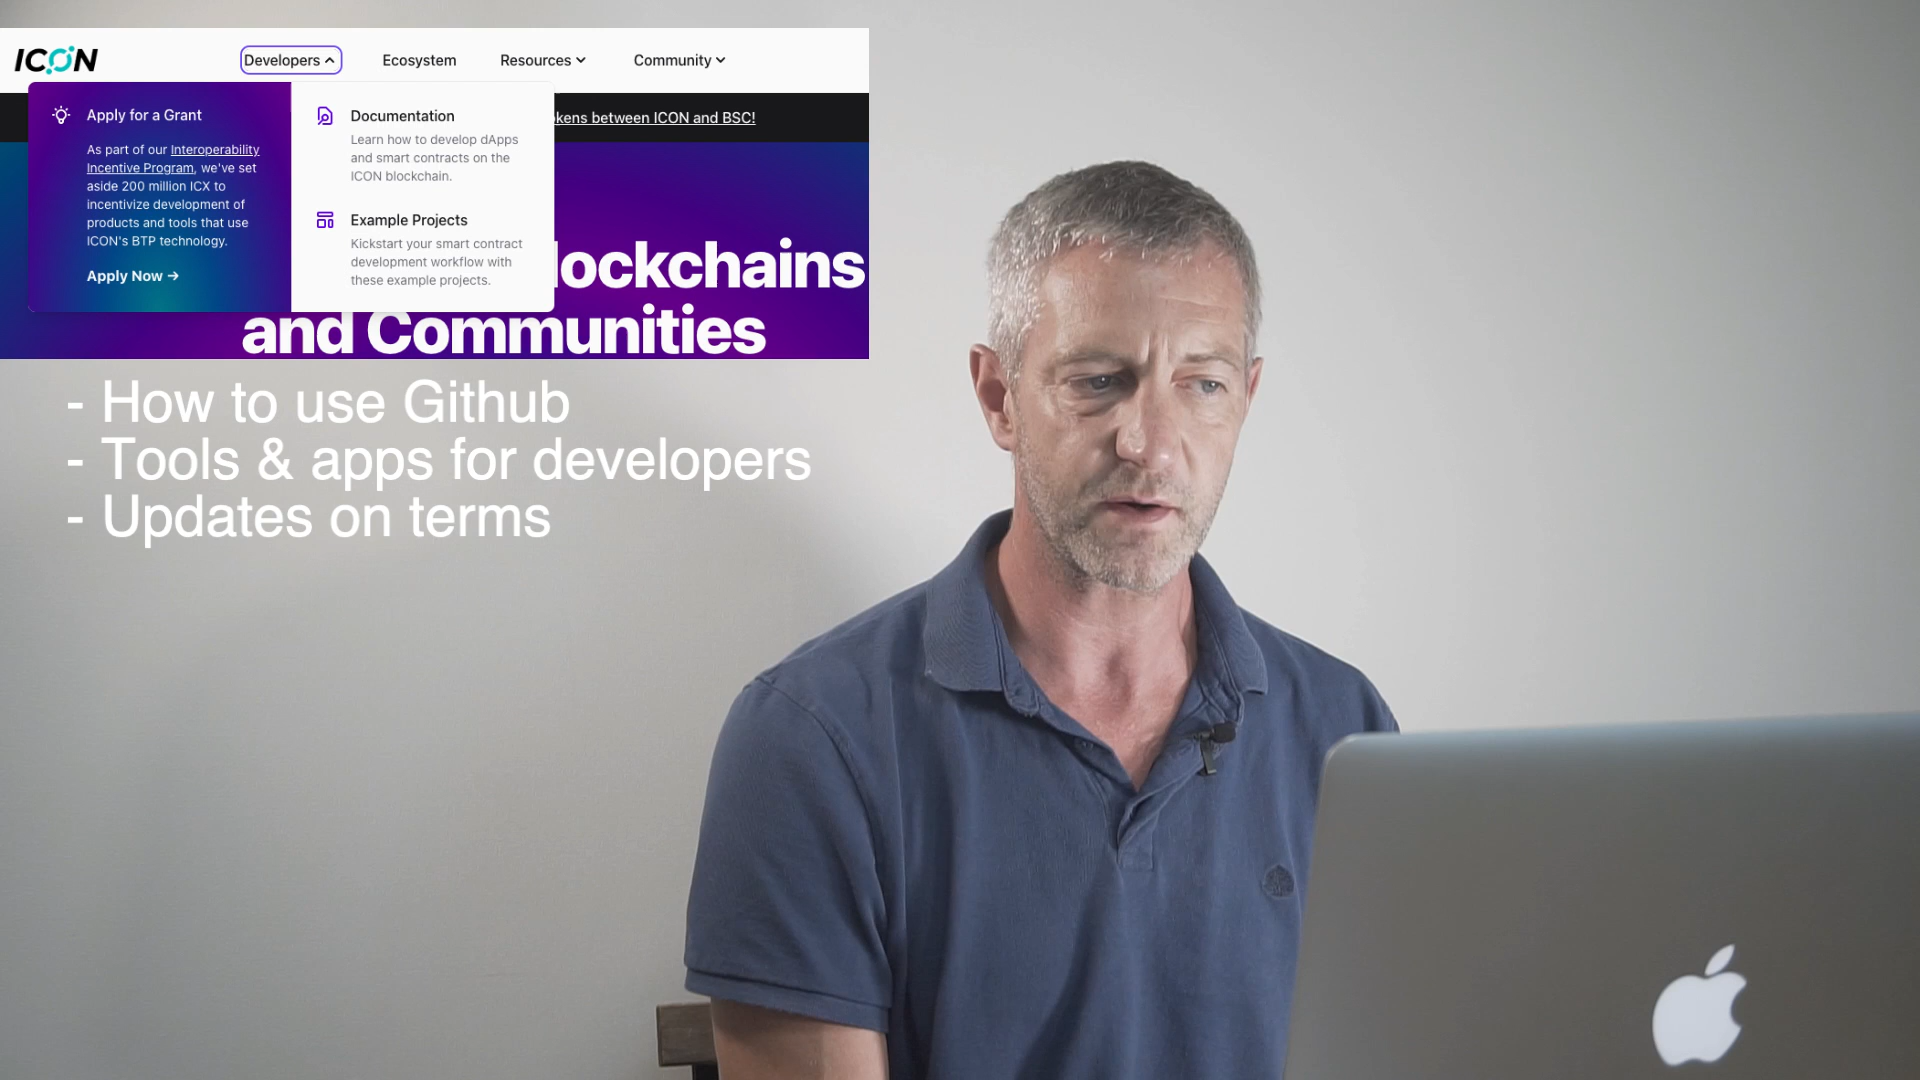 ICON
Developers
Ecosystem
Resources
Community
Apply for a Grant
As part of our Interoperability
Incentive Program, we've set
aside 200 million ICX to
incentivize development of
products and tools that use
ICON's BTP technology.
Apply Now →
Documentation
Learn how to develop dApps
and smart contracts on the
ICON blockchain.
Example Projects
Kickstart your smart contract
development workflow with
these example projects.
between ICON and BSC!
and Communities
- How to use Github
- Tools & apps for developers
- Updates on terms